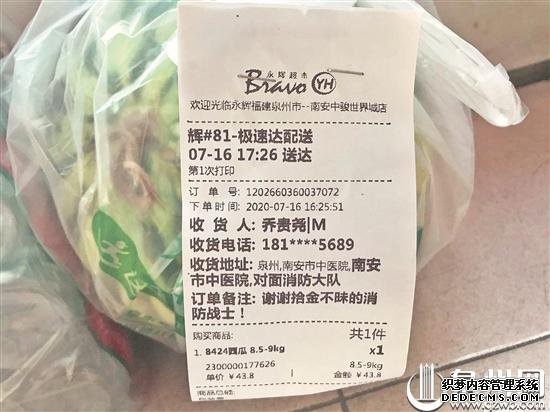 永辉超市
Bravo YH
欢迎光临永辉福建泉州市--南安中骏世界城店
辉#81-极速达配送
07-16 17:26 送达
第1次打印
订 单 号: 1202660360037072
下单时间: 2020-07-16 16:25:51
收 货 人: 乔贵尧|M
收货电话: 181****5689
收货地址: 泉州,南安市中医院,南安
市中医院,对面消防大队
订单备注: 谢谢拾金不昧的消
防战士！
购买商品: 共1件
1. 8424西瓜 8.5-9kg x1
2300000177626 8.5-9kg
单价 ￥43.8 金额 ￥43.8
商品总额:
织梦内容管理系统
DEDECMS.COM